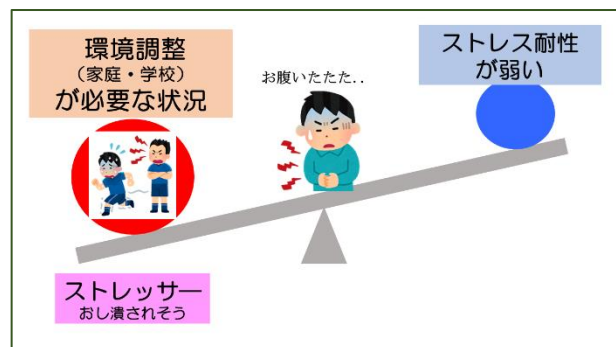 環境調整
（家庭・学校）
が必要な状況
お腹いたたた..
ストレス耐性
が弱い
ストレッサー
おし潰されそう